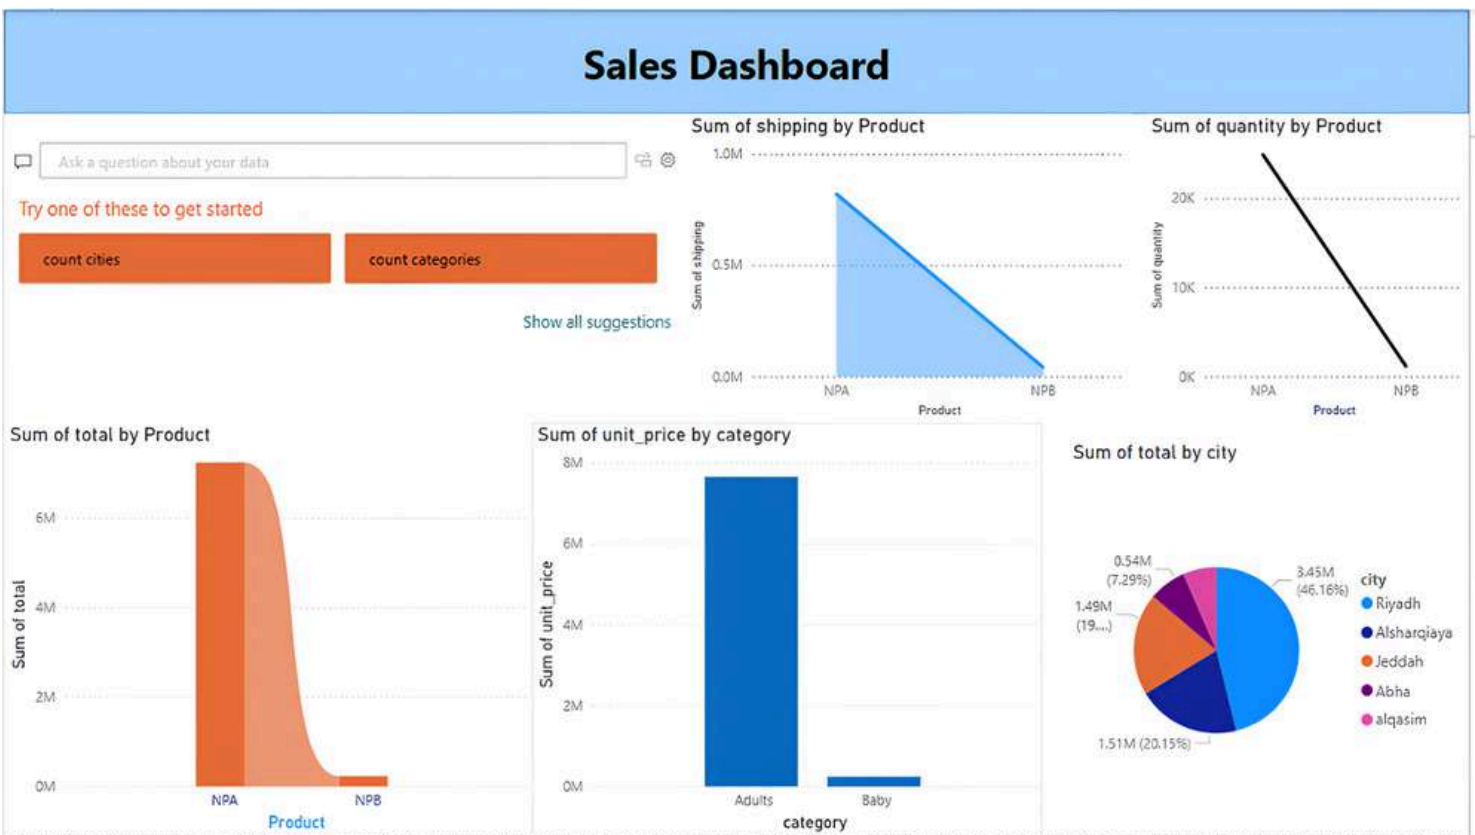 Sales Dashboard
Ask a question about your data
Try one of these to get started
count cities
count categories
Show all suggestions
Sum of shipping by Product
1.0M
0.5M
0.0M
Sum of shipping
NPA
NPB
Product
Sum of quantity by Product
20K
10K
0K
Sum of quantity
NPA
NPB
Product
Sum of total by Product
6M
4M
2M
0M
Sum of total
NPA
NPB
Product
Sum of unit_price by category
8M
6M
4M
2M
0M
Sum of unit_price
Adults
Baby
category
Sum of total by city
0.54M
(7.29%)
1.49M
(19....)
3.45M
(46.16%)
1.51M (20.15%)
city
Riyadh
Alsharqiaya
Jeddah
Abha
alqasim